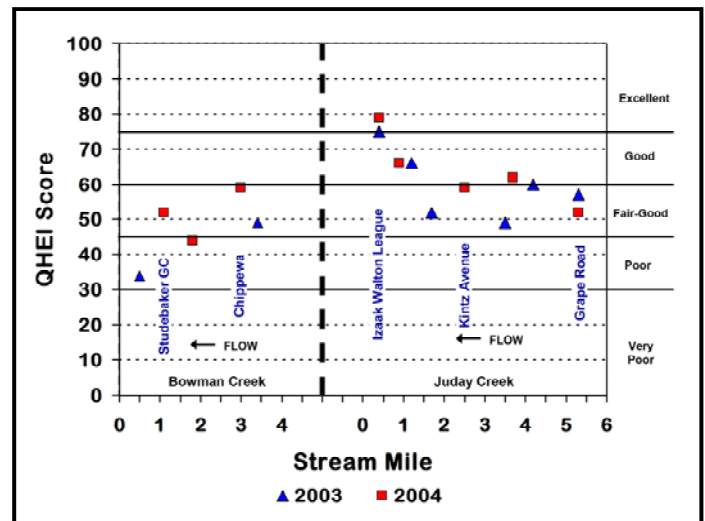 100
90
80
70
60
50
40
30
20
10
0
QHEI Score
Excellent
Good
Fair-Good
Poor
Very
Poor
Studebaker GC
Chippewa
Izaak Walton League
Kintz Avenue
Grape Road
FLOW
FLOW
Bowman Creek
Juday Creek
0 1 2 3 4 0 1 2 3 4 5 6
Stream Mile
2003 2004